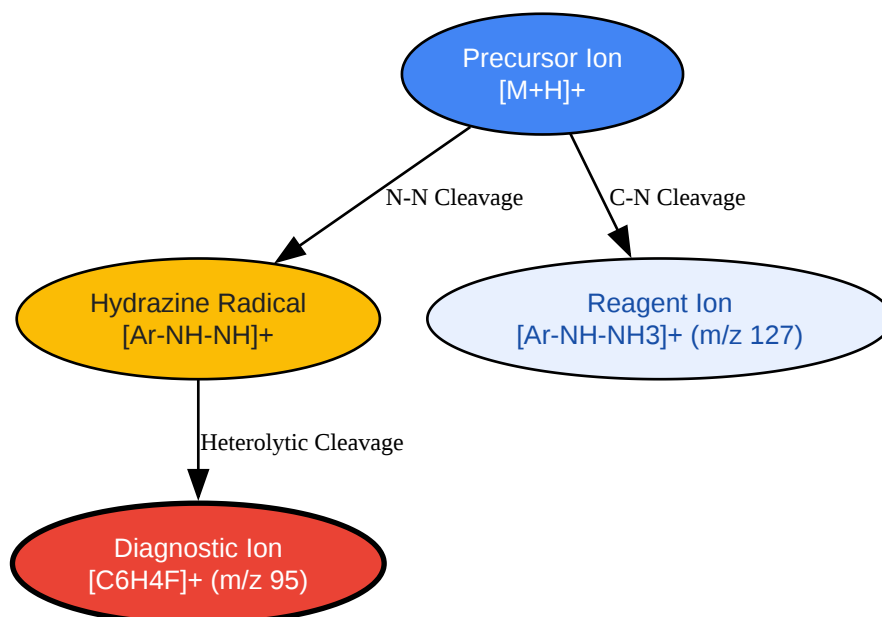 Precursor Ion
[M+H]+
N-N Cleavage
C-N Cleavage
Hydrazine Radical
[Ar-NH-NH]+
Reagent Ion
[Ar-NH-NH3]+ (m/z 127)
Heterolytic Cleavage
Diagnostic Ion
[C6H4F]+ (m/z 95)